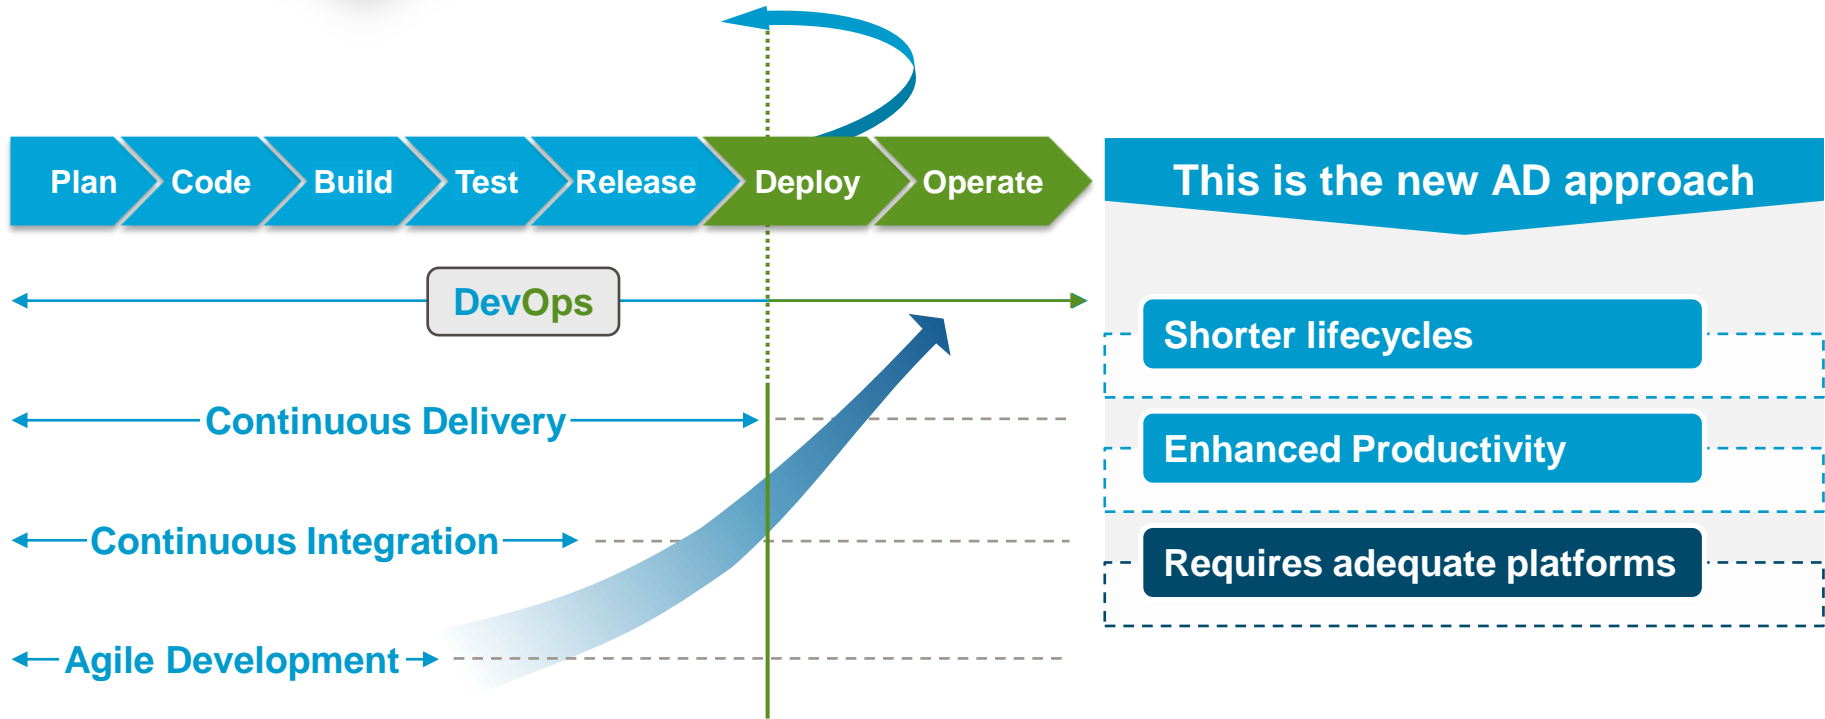 Plan
Code
Build
Test
Release
Deploy
Operate
DevOps
Continuous Delivery
Continuous Integration
Agile Development
This is the new AD approach
Shorter lifecycles
Enhanced Productivity
Requires adequate platforms